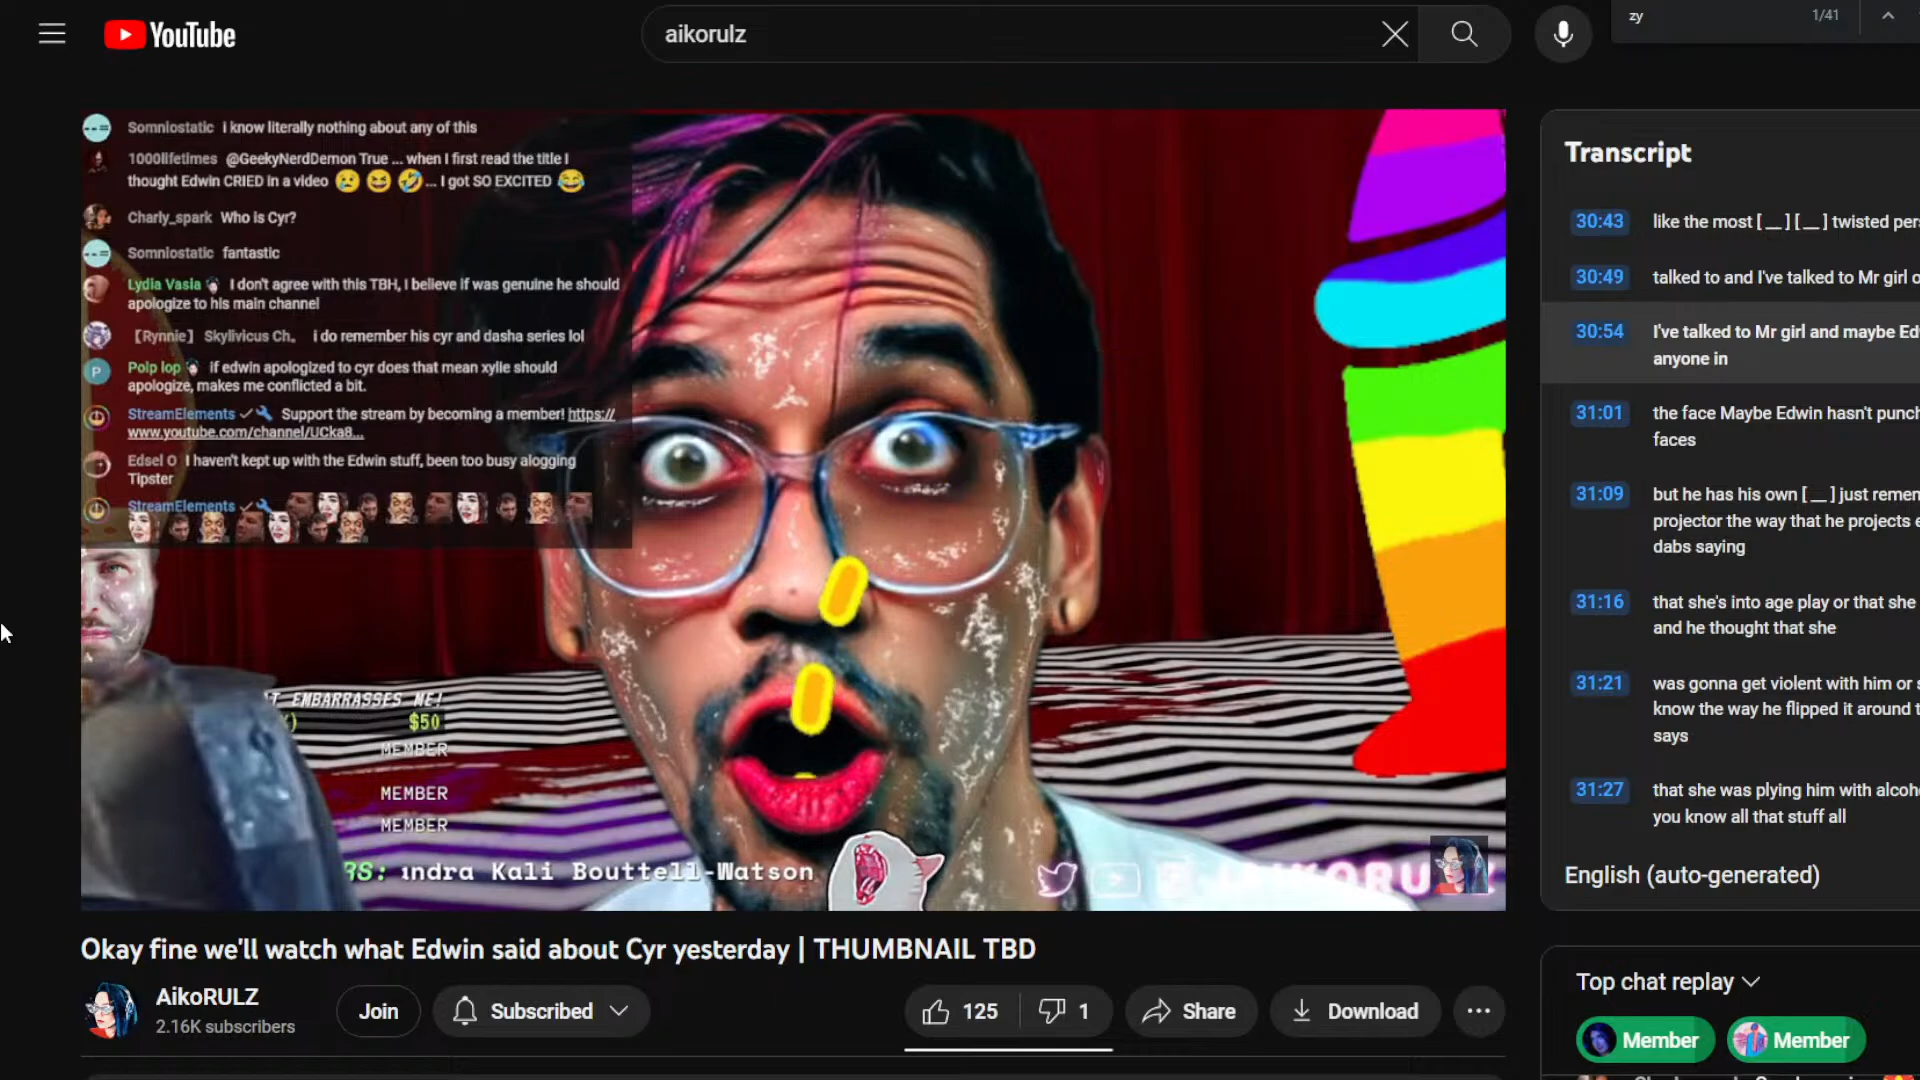 YouTube
aikorulz
zy
1/41
Somniostatic I know literally nothing about any of this
1000lifetimes @GeekyNerdDemon True ... when I first read the title I
thought Edwin CRIED in a video 😢 😆 🤣 ... I got SO EXCITED 😂
Charly_spark Who is Cyr?
Somniostatic fantastic
Lydia Vasia I don't agree with this TBH, I believe if was genuine he should
apologize to his main channel
【Rynnie】 Skylivicus Ch。 i do remember his cyr and dasha series lol
Polp lop if edwin apologized to cyr does that mean xylie should
apologize, makes me conflicted a bit.
StreamElements Support the stream by becoming a member! https://
www.youtube.com/channel/UCka8...
Edsel O I haven't kept up with the Edwin stuff, been too busy alogging
Tipster
StreamElements
T EMBARRASSES ME!
$50
MEMBER
MEMBER
MEMBER
RS: indra Kali Bouttell-Watson
AIKORU
Transcript
30:43 like the most [ __ ] [ __ ] twisted pers
30:49 talked to and I've talked to Mr girl o
30:54 I've talked to Mr girl and maybe Ed
anyone in
31:01 the face Maybe Edwin hasn't punch
faces
31:09 but he has his own [ __ ] just remem
projector the way that he projects e
dabs saying
31:16 that she's into age play or that she
and he thought that she
31:21 was gonna get violent with him or s
know the way he flipped it around t
says
31:27 that she was plying him with alcoho
you know all that stuff all
English (auto-generated)
Okay fine we'll watch what Edwin said about Cyr yesterday | THUMBNAIL TBD
AikoRULZ
2.16K subscribers
Join
Subscribed
125
1
Share
Download
Top chat replay
Member
Member